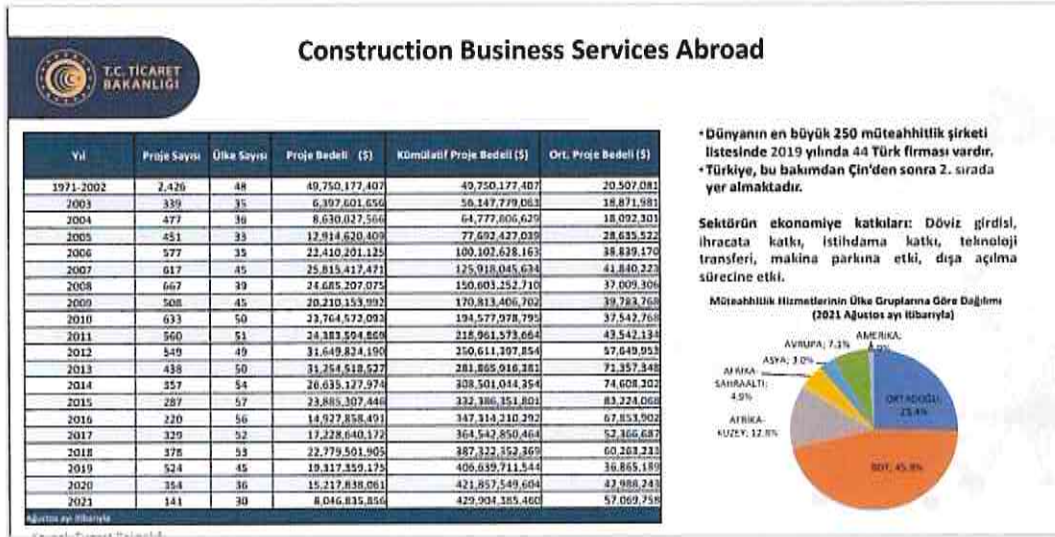 Construction Business Services Abroad
T.C. TİCARET
BAKANLIĞI
Yıl Proje Sayısı Ülke Sayısı Proje Bedeli ($) Kümülatif Proje Bedeli ($) Ort. Proje Bedeli ($)
1971-2002 2,426 48 49,750,177,407 49,750,177,407 20,507,081
2003 339 35 6,397,601,656 56,147,779,063 18,871,981
2004 477 36 8,630,027,566 64,777,806,629 18,092,301
2005 451 33 12,914,620,409 77,692,427,039 28,635,522
2006 577 35 22,410,201,125 100,102,628,163 38,839,170
2007 617 45 25,815,417,471 125,918,045,634 41,840,223
2008 667 39 24,685,207,075 150,603,252,710 37,009,306
2009 508 45 20,210,153,992 170,813,406,702 39,783,768
2010 633 50 23,764,572,093 194,577,978,795 37,542,768
2011 560 51 24,383,594,869 218,961,573,664 43,542,134
2012 549 49 31,649,824,190 250,611,397,854 57,649,953
2013 438 50 31,254,518,527 281,865,916,381 71,357,348
2014 357 54 26,635,127,974 308,501,044,354 74,608,202
2015 287 57 23,885,307,446 332,386,351,801 83,224,068
2016 220 56 14,927,858,491 347,314,210,292 67,853,902
2017 329 52 17,228,640,172 364,542,850,464 52,366,687
2018 378 53 22,779,501,905 387,322,352,369 60,263,233
2019 524 45 19,317,359,175 406,639,711,544 36,865,189
2020 354 36 15,217,838,061 421,857,549,604 42,988,243
2021 141 30 8,046,835,856 429,904,385,460 57,069,758
Ağustos ayı itibarıyla
• Dünyanın en büyük 250 müteahhitlik şirketi
listesinde 2019 yılında 44 Türk firması vardır.
• Türkiye, bu bakımdan Çin'den sonra 2. sırada
yer almaktadır.
Sektörün ekonomiye katkıları: Döviz girdisi,
ihracata katkı, istihdama katkı, teknoloji
transferi, makina parkına etki, dışa açılma
sürecine etki.
Müteahhitlik Hizmetlerinin Ülke Gruplarına Göre Dağılımı
(2021 Ağustos ayı itibarıyla)
AMERİKA;
AVRUPA; 7.1%
ASYA; 3.0%
AFRİKA-
SAHRAALTI;
4.9%
AFRİKA-
KUZEY; 12.8%
ORTADOĞU;
BDT; 45.9%